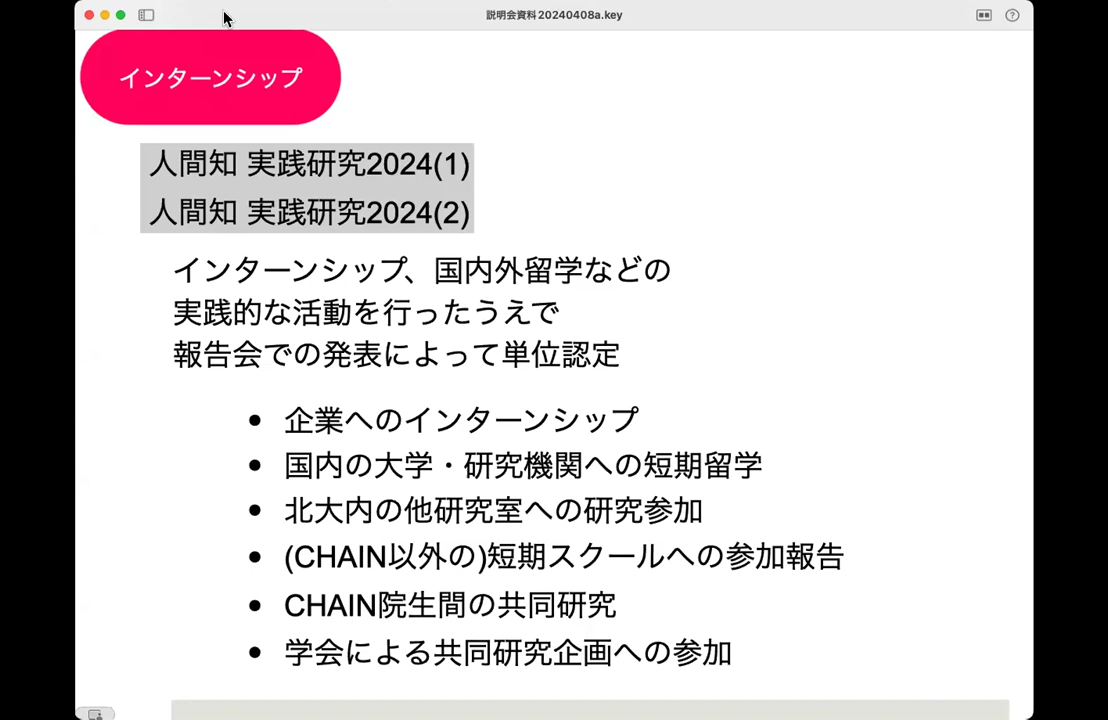 説明会資料20240408a.key
インターンシップ
人間知 実践研究2024(1)
人間知 実践研究2024(2)
インターンシップ、国内外留学などの
実践的な活動を行ったうえで
報告会での発表によって単位認定
• 企業へのインターンシップ
• 国内の大学・研究機関への短期留学
• 北大内の他研究室への研究参加
• (CHAIN以外の)短期スクールへの参加報告
• CHAIN院生間の共同研究
• 学会による共同研究企画への参加